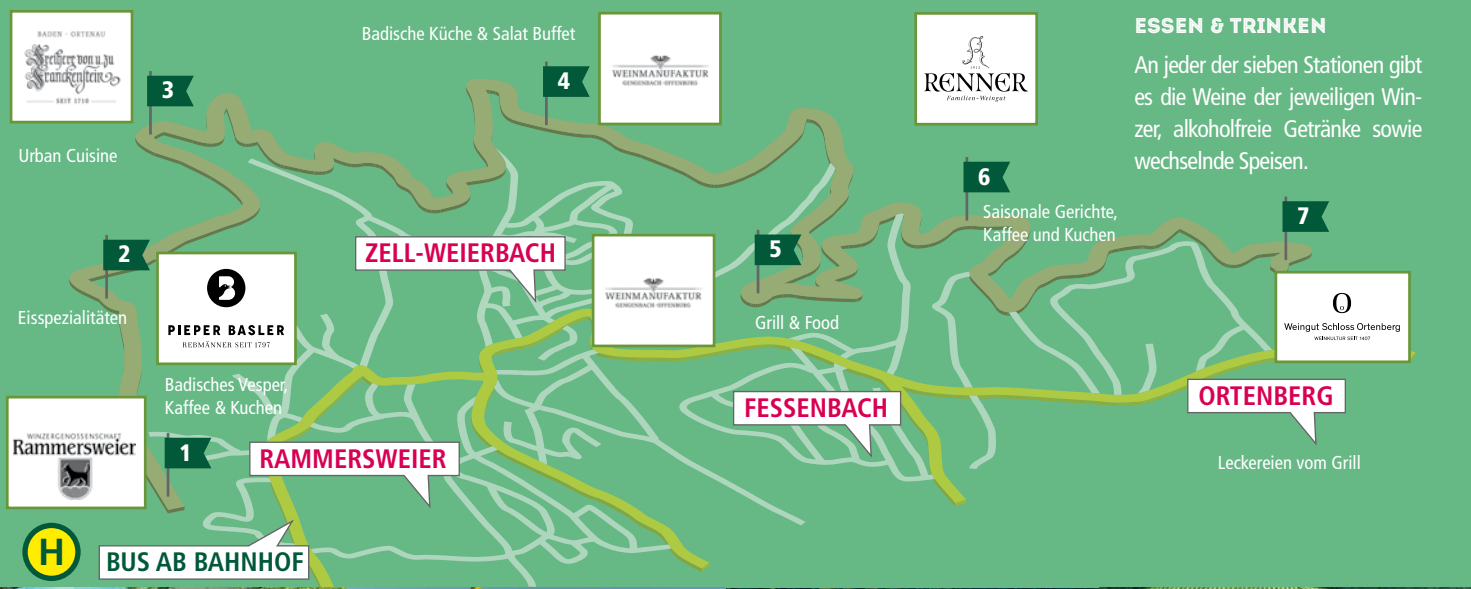 BADEN · ORTENAU
Freiherr von u. zu
Franckenstein
SEIT 1710
3
Urban Cuisine
Badische Küche & Salat Buffet
4
WEINMANUFAKTUR
GENGENBACH · OFFENBURG
1912
RENNER
Familien-Weingut
ESSEN & TRINKEN
An jeder der sieben Stationen gibt
es die Weine der jeweiligen Win-
zer, alkoholfreie Getränke sowie
wechselnde Speisen.
6
Saisonale Gerichte,
Kaffee und Kuchen
7
2
Eisspezialitäten
B
PIEPER BASLER
REBMÄNNER SEIT 1797
Badisches Vesper,
Kaffee & Kuchen
ZELL-WEIERBACH
WEINMANUFAKTUR
GENGENBACH · OFFENBURG
5
Grill & Food
O
Weingut Schloss Ortenberg
WEINKULTUR SEIT 1407
ORTENBERG
Leckereien vom Grill
FESSENBACH
WINZERGENOSSENSCHAFT
Rammersweier
1
RAMMERSWEIER
H
BUS AB BAHNHOF